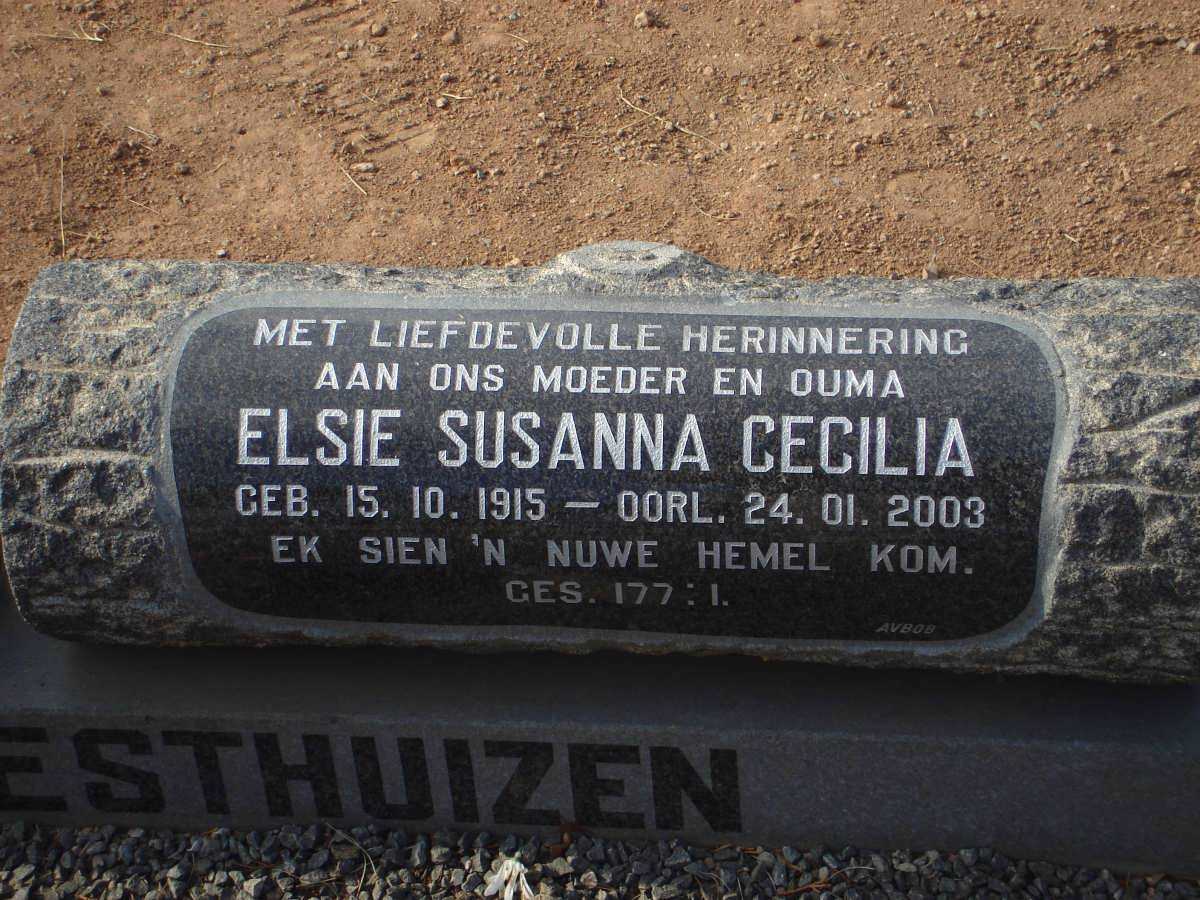 MET LIEFDEVOLLE HERINNERING
AAN ONS MOEDER EN OUMA
ELSIE SUSANNA CECILIA
GEB. 15. 10. 1915 — OORL. 24. 01. 2003
EK SIEN 'N NUWE HEMEL KOM.
GES. 177 : 1.
AVBOB
ESTHUIZEN